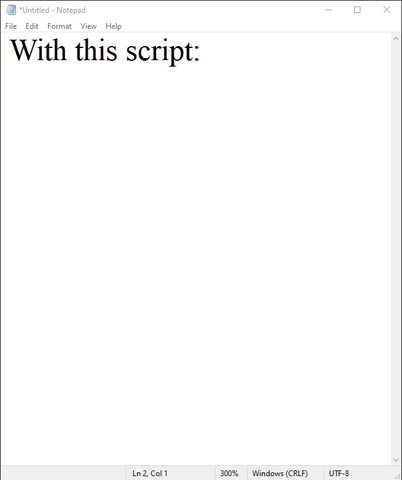 *Untitled - Notepad
File Edit Format View Help
With this script:
Ln 2, Col 1 300% Windows (CRLF) UTF-8